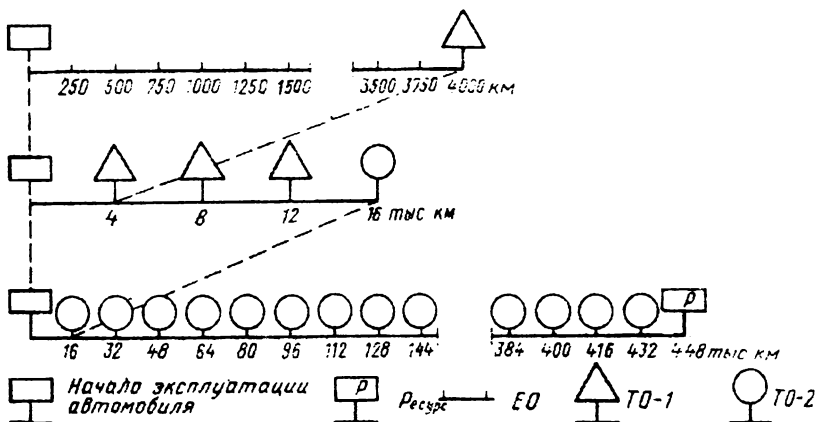 250 500 750 1000 1250 1500 3500 3750 4000 км
4 8 12 16 тыс км
Р
16 32 48 64 80 96 112 128 144 384 400 416 432 448 тыс км
Начало эксплуатации автомобиля
Р Ресурс ЕО ТО-1 ТО-2